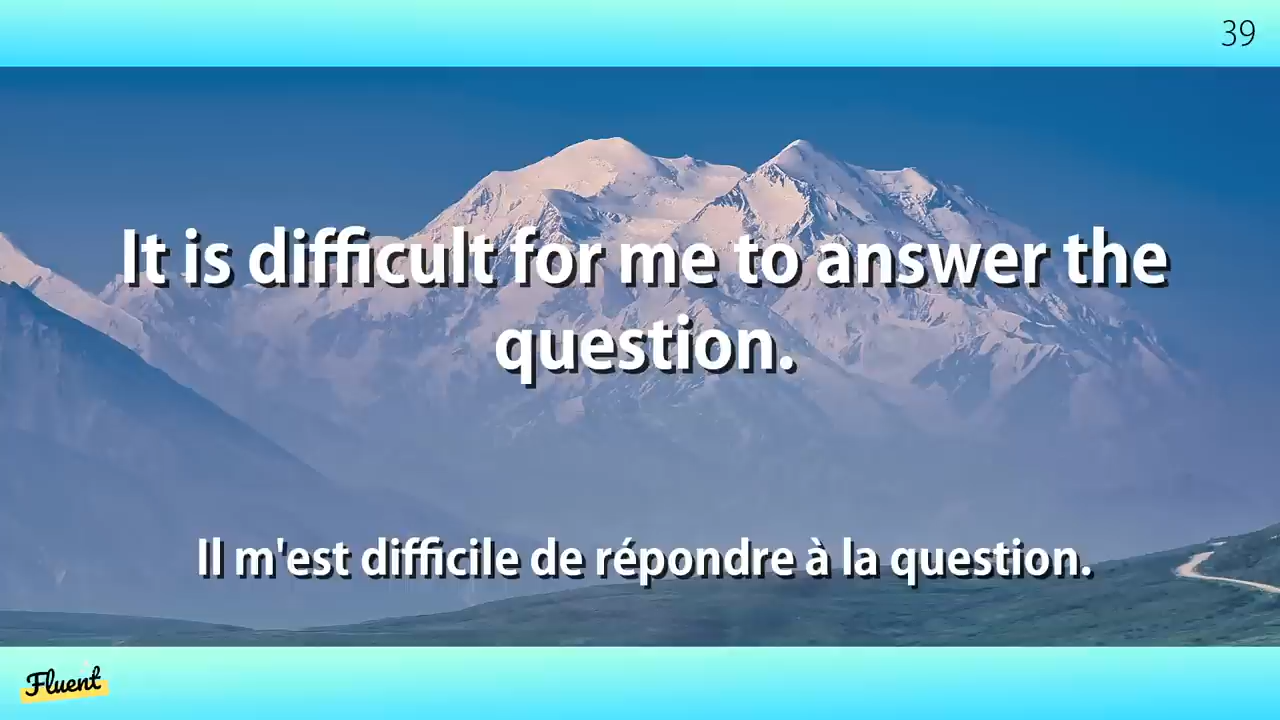 39
It is difficult for me to answer the
question.
Il m'est difficile de répondre à la question.
Fluent